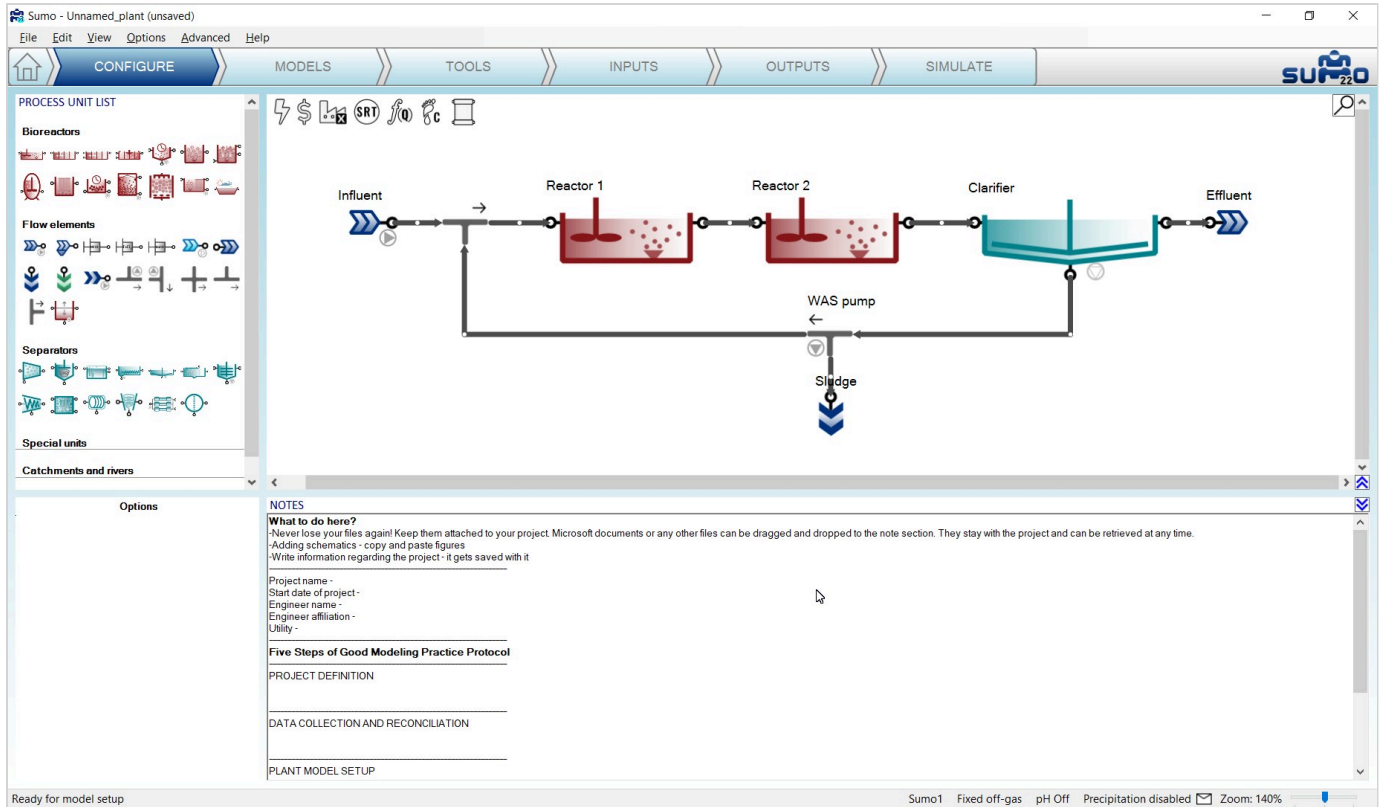 Sumo - Unnamed_plant (unsaved)
File Edit View Options Advanced Help
CONFIGURE MODELS TOOLS INPUTS OUTPUTS SIMULATE
SUMO 22
PROCESS UNIT LIST
Bioreactors
Flow elements
Separators
Special units
Catchments and rivers
$ SRT f(Q) C
Influent
Reactor 1
Reactor 2
Clarifier
Effluent
WAS pump
Sludge
Options
NOTES
What to do here?
-Never lose your files again! Keep them attached to your project. Microsoft documents or any other files can be dragged and dropped to the note section. They stay with the project and can be retrieved at any time.
-Adding schematics - copy and paste figures
-Write information regarding the project - it gets saved with it
Project name -
Start date of project -
Engineer name -
Engineer affiliation -
Utility -
Five Steps of Good Modeling Practice Protocol
PROJECT DEFINITION
DATA COLLECTION AND RECONCILIATION
PLANT MODEL SETUP
Ready for model setup
Sumo1 Fixed off-gas pH Off Precipitation disabled Zoom: 140%